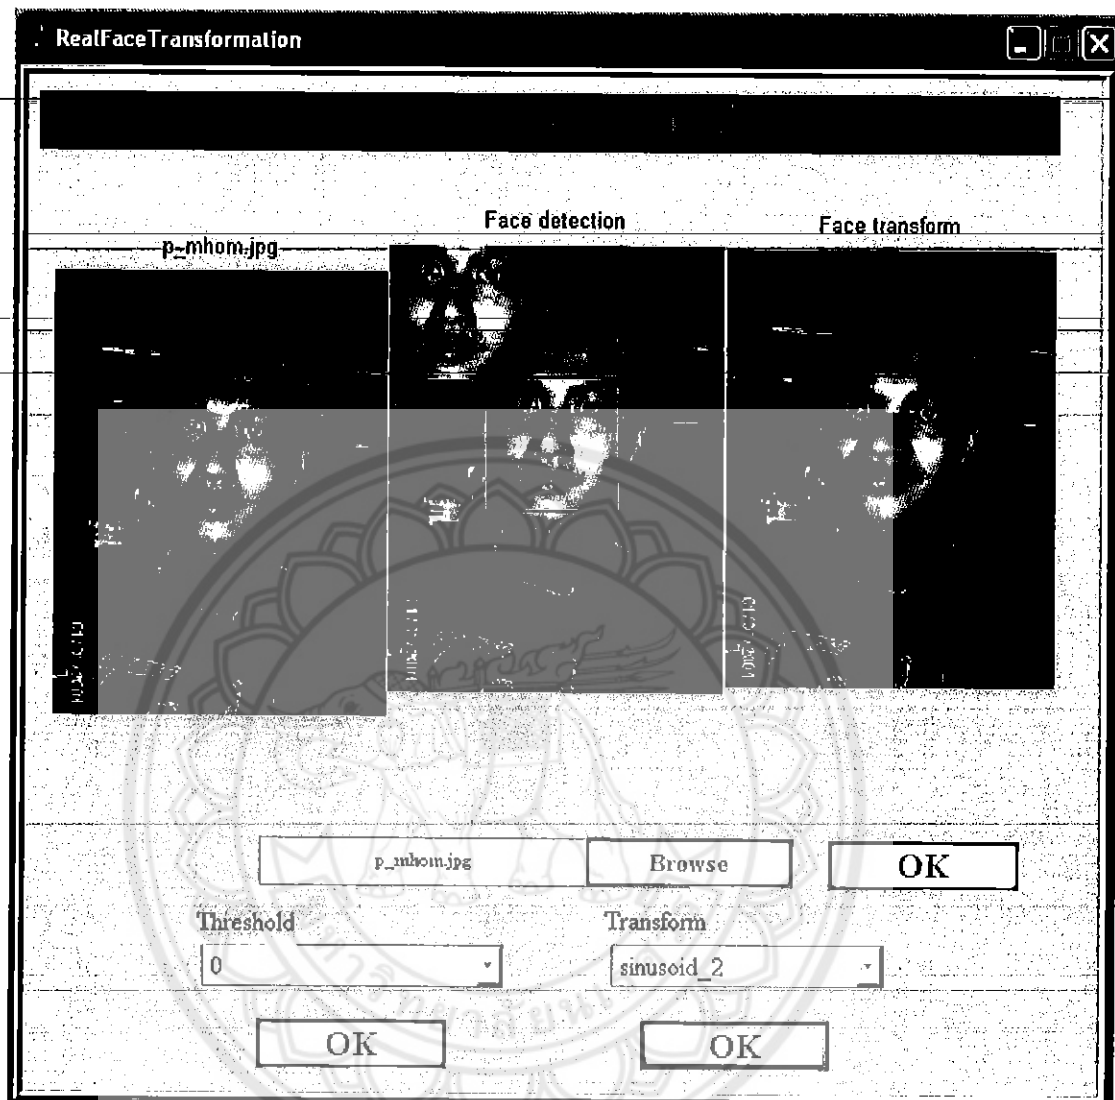 RealFaceTransformation
Face detection
Face transform
p_mhom.jpg
p_mhom.jpg
Browse
OK
Threshold
Transform
0
sinusoid_2
OK
OK